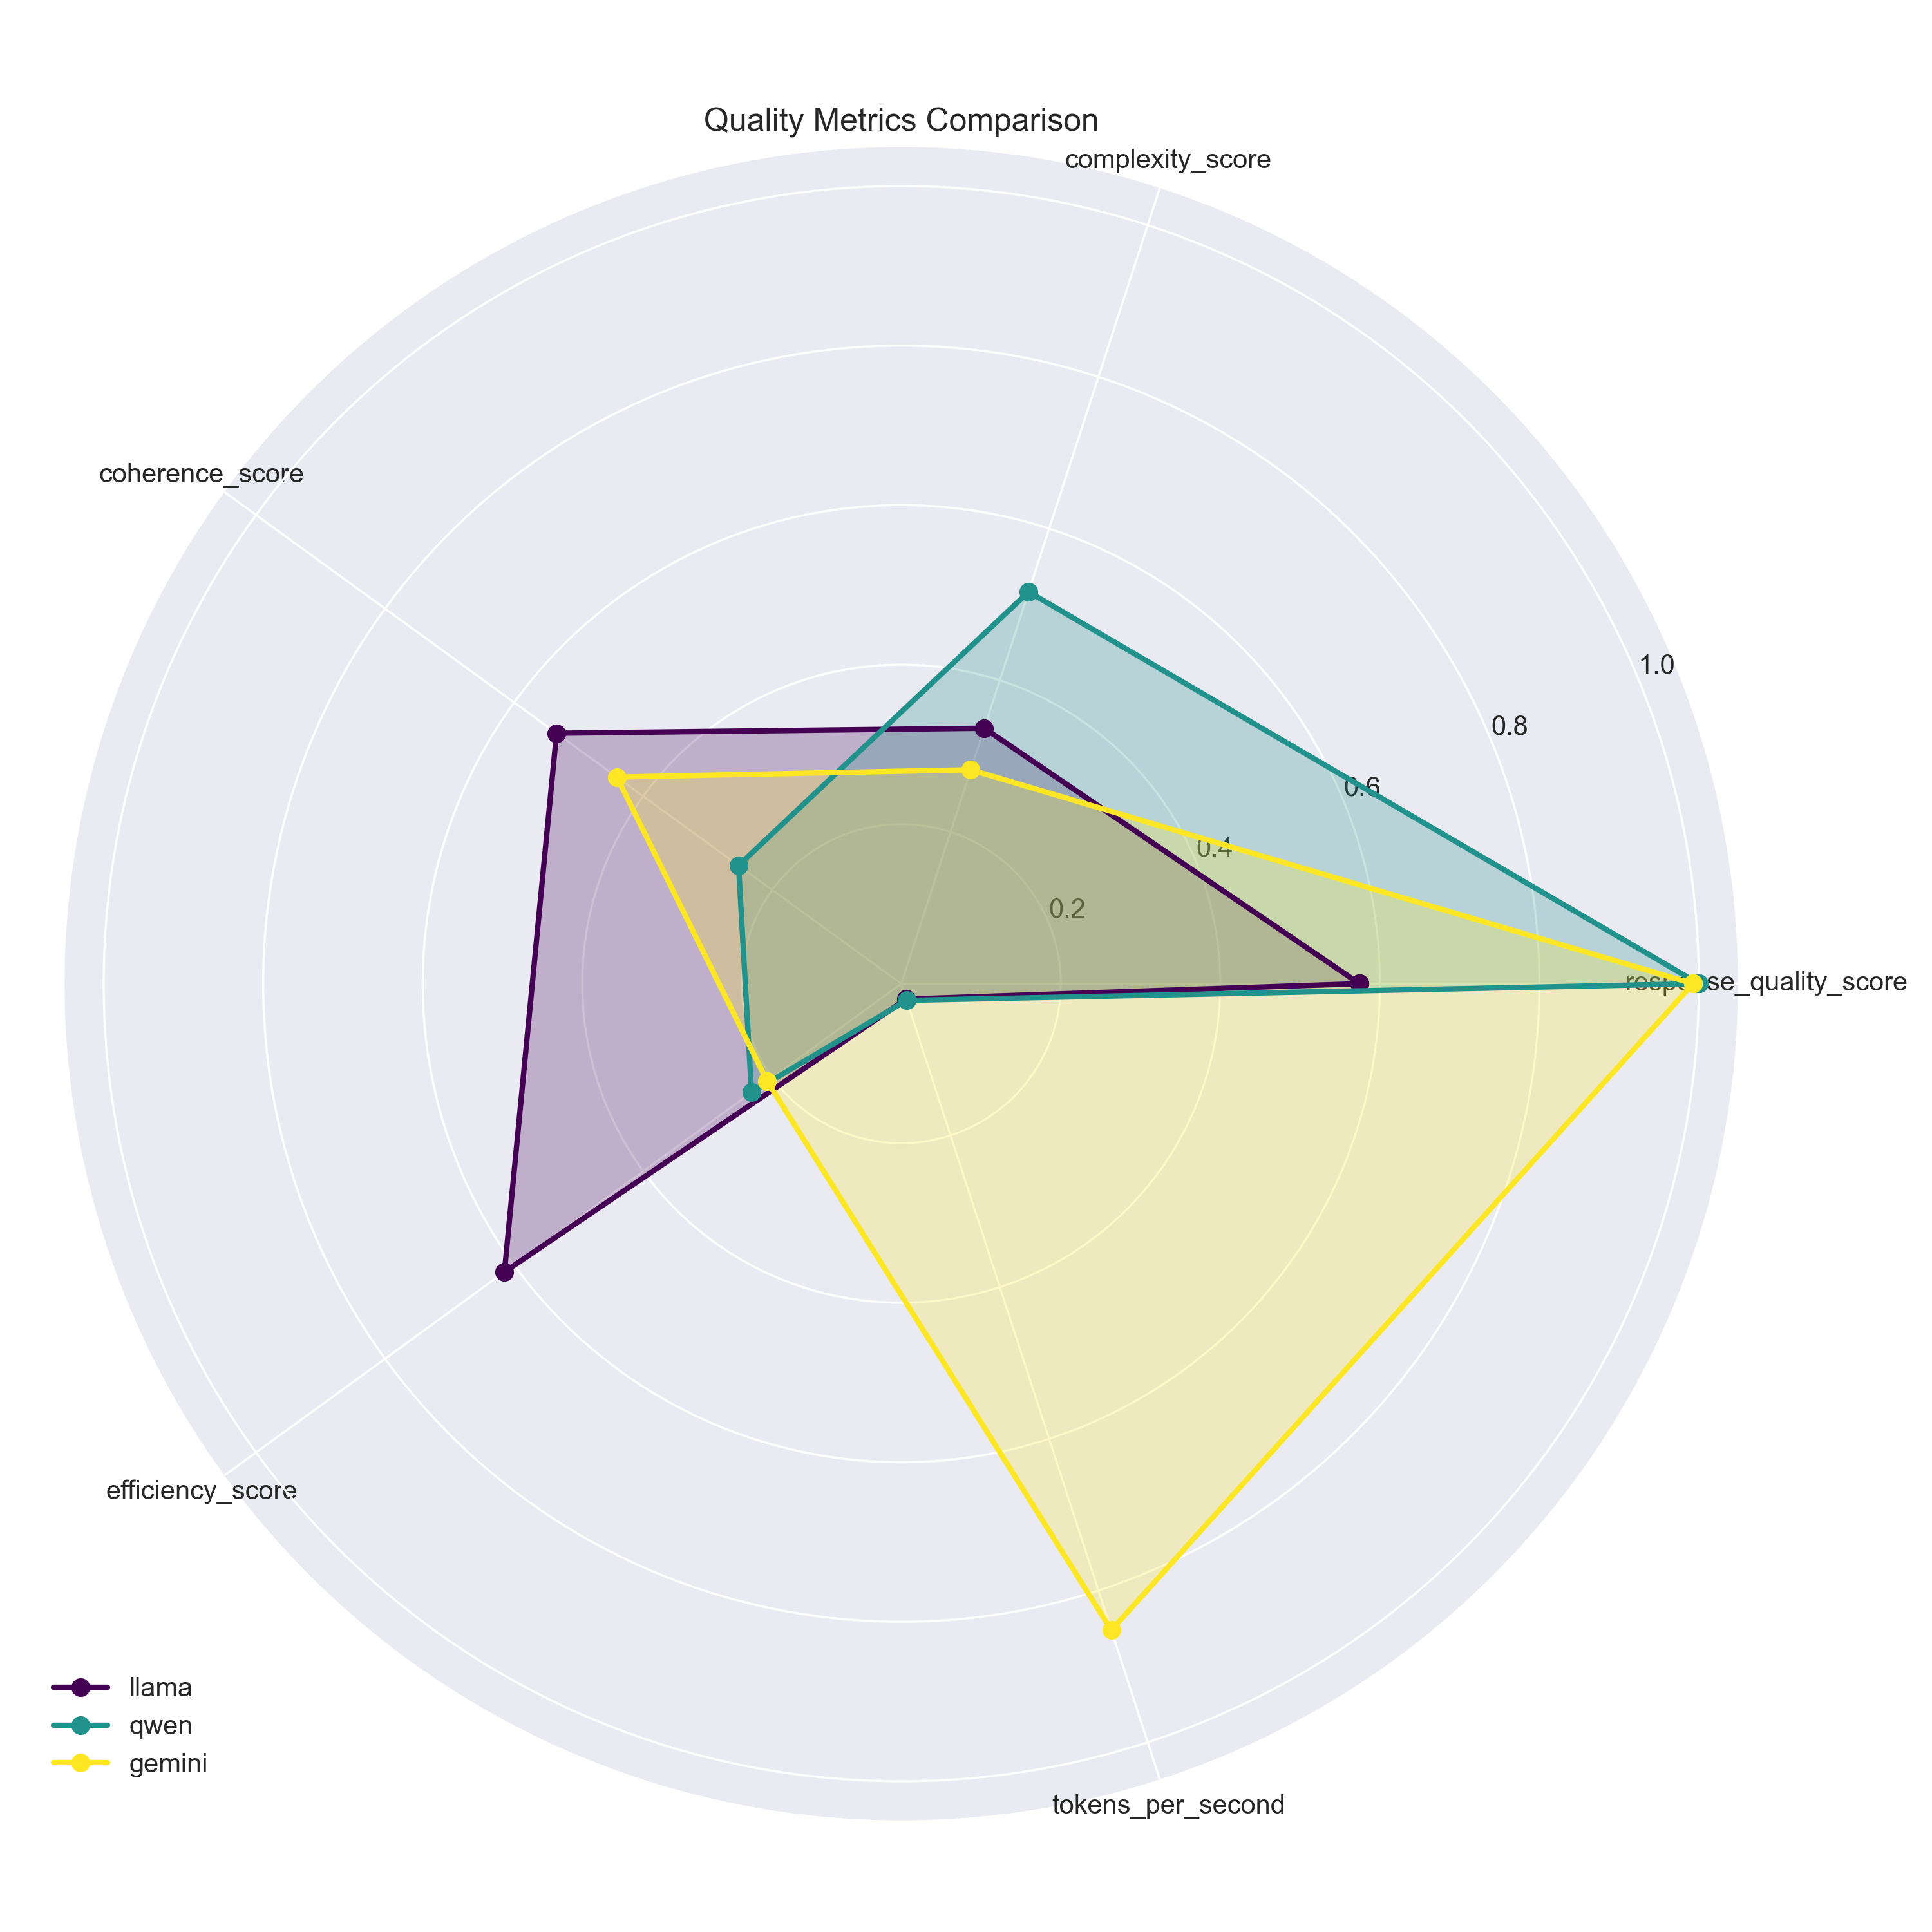 Quality Metrics Comparison
complexity_score
coherence_score
1.0
0.8
0.6
0.4
0.2
response_quality_score
efficiency_score
llama
qwen
gemini
tokens_per_second